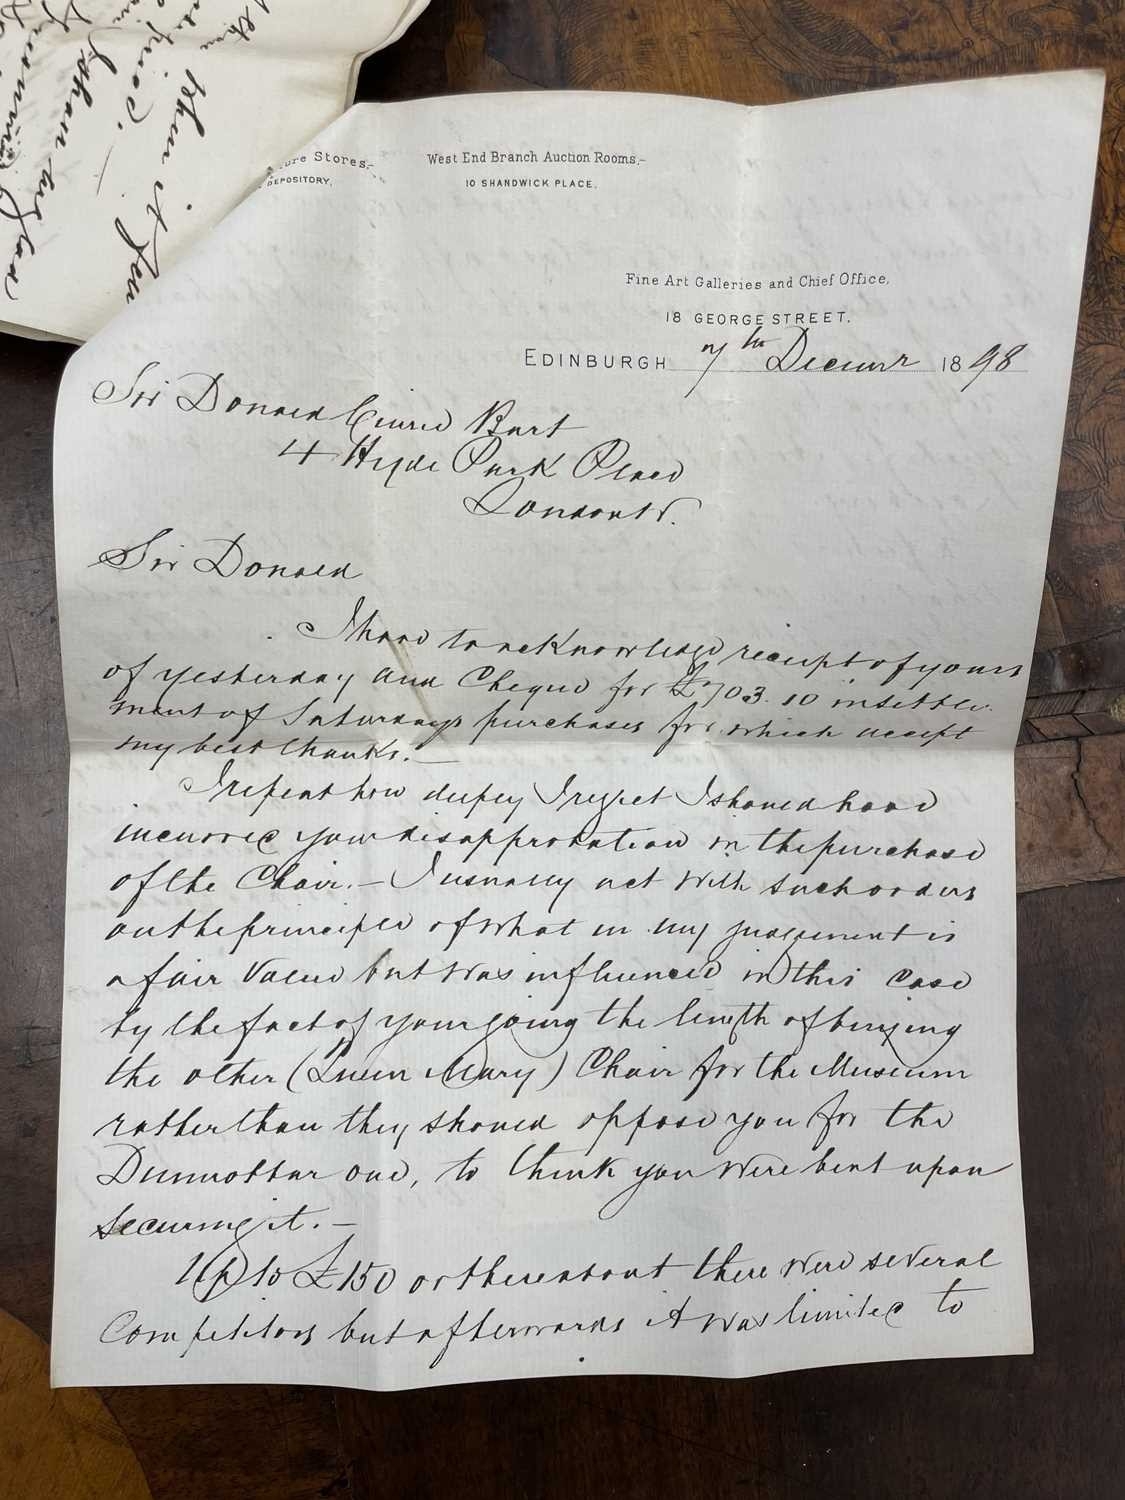 than when it
Isham
Stores.–
DEPOSITORY.
West End Branch Auction Rooms.–
10 SHANDWICK PLACE.
Fine Art Galleries and Chief Office,
18 GEORGE STREET.
EDINBURGH 7th Decemr 1898
Sir Donald Currie Bart
4 Hyde Park Place
London W.
Sir Donald
I have to acknowledge receipt of yours
of yesterday and Cheque for £703.10 in settle-
ment of Saturdays purchases for which accept
my best thanks.—
I repeat how deeply I regret I should have
incurred your disapprobation in the purchase
of the Chair.— I usually act with such orders
on the principle of what in my judgement is
a fair value but was influenced in this case
by the fact of your going the length of buying
the other (Queen Mary) Chair for the Museum
rather than they should oppose you for the
Dunnottar one, to think you were bent upon
securing it.—
Up to £150 or thereabout there were several
Competitors but afterwards it was limited to